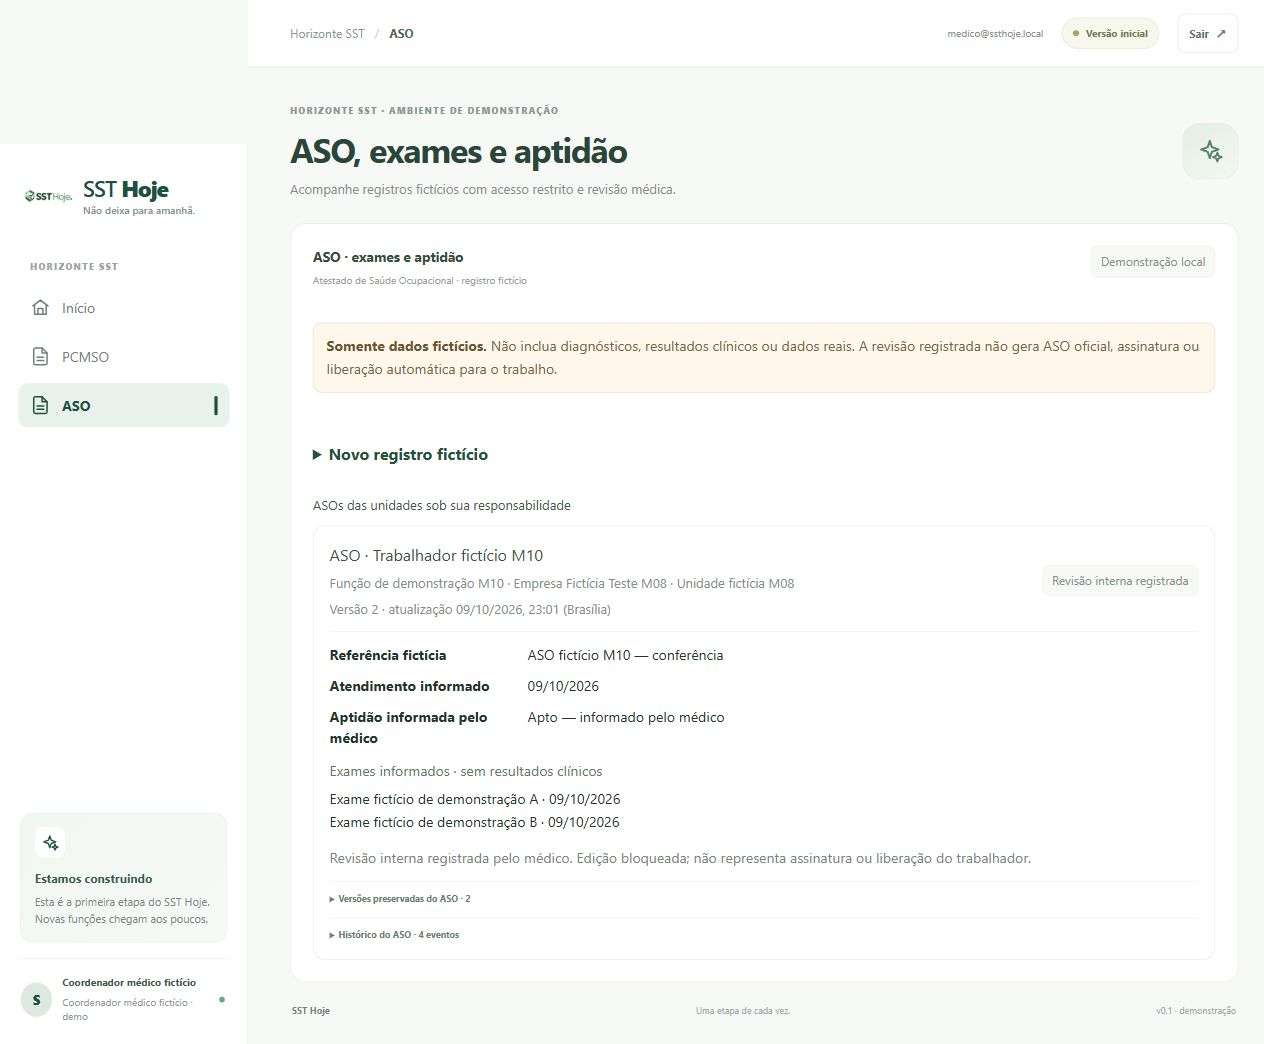 Horizonte SST / ASO
medico@ssthoje.local
Versão inicial
Sair ↗
SST Hoje.
SST Hoje
Não deixa para amanhã.
HORIZONTE SST
Início
PCMSO
ASO
Estamos construindo
Esta é a primeira etapa do SST Hoje.
Novas funções chegam aos poucos.
S
Coordenador médico fictício
Coordenador médico fictício ·
demo
HORIZONTE SST · AMBIENTE DE DEMONSTRAÇÃO
ASO, exames e aptidão
Acompanhe registros fictícios com acesso restrito e revisão médica.
ASO · exames e aptidão
Atestado de Saúde Ocupacional · registro fictício
Demonstração local
Somente dados fictícios. Não inclua diagnósticos, resultados clínicos ou dados reais. A revisão registrada não gera ASO oficial, assinatura ou
liberação automática para o trabalho.
Novo registro fictício
ASOs das unidades sob sua responsabilidade
ASO · Trabalhador fictício M10
Função de demonstração M10 · Empresa Fictícia Teste M08 · Unidade fictícia M08
Versão 2 · atualização 09/10/2026, 23:01 (Brasília)
Revisão interna registrada
Referência fictícia ASO fictício M10 — conferência
Atendimento informado 09/10/2026
Aptidão informada pelo Apto — informado pelo médico
médico
Exames informados · sem resultados clínicos
Exame fictício de demonstração A · 09/10/2026
Exame fictício de demonstração B · 09/10/2026
Revisão interna registrada pelo médico. Edição bloqueada; não representa assinatura ou liberação do trabalhador.
Versões preservadas do ASO · 2
Histórico do ASO · 4 eventos
SST Hoje
Uma etapa de cada vez.
v0.1 · demonstração